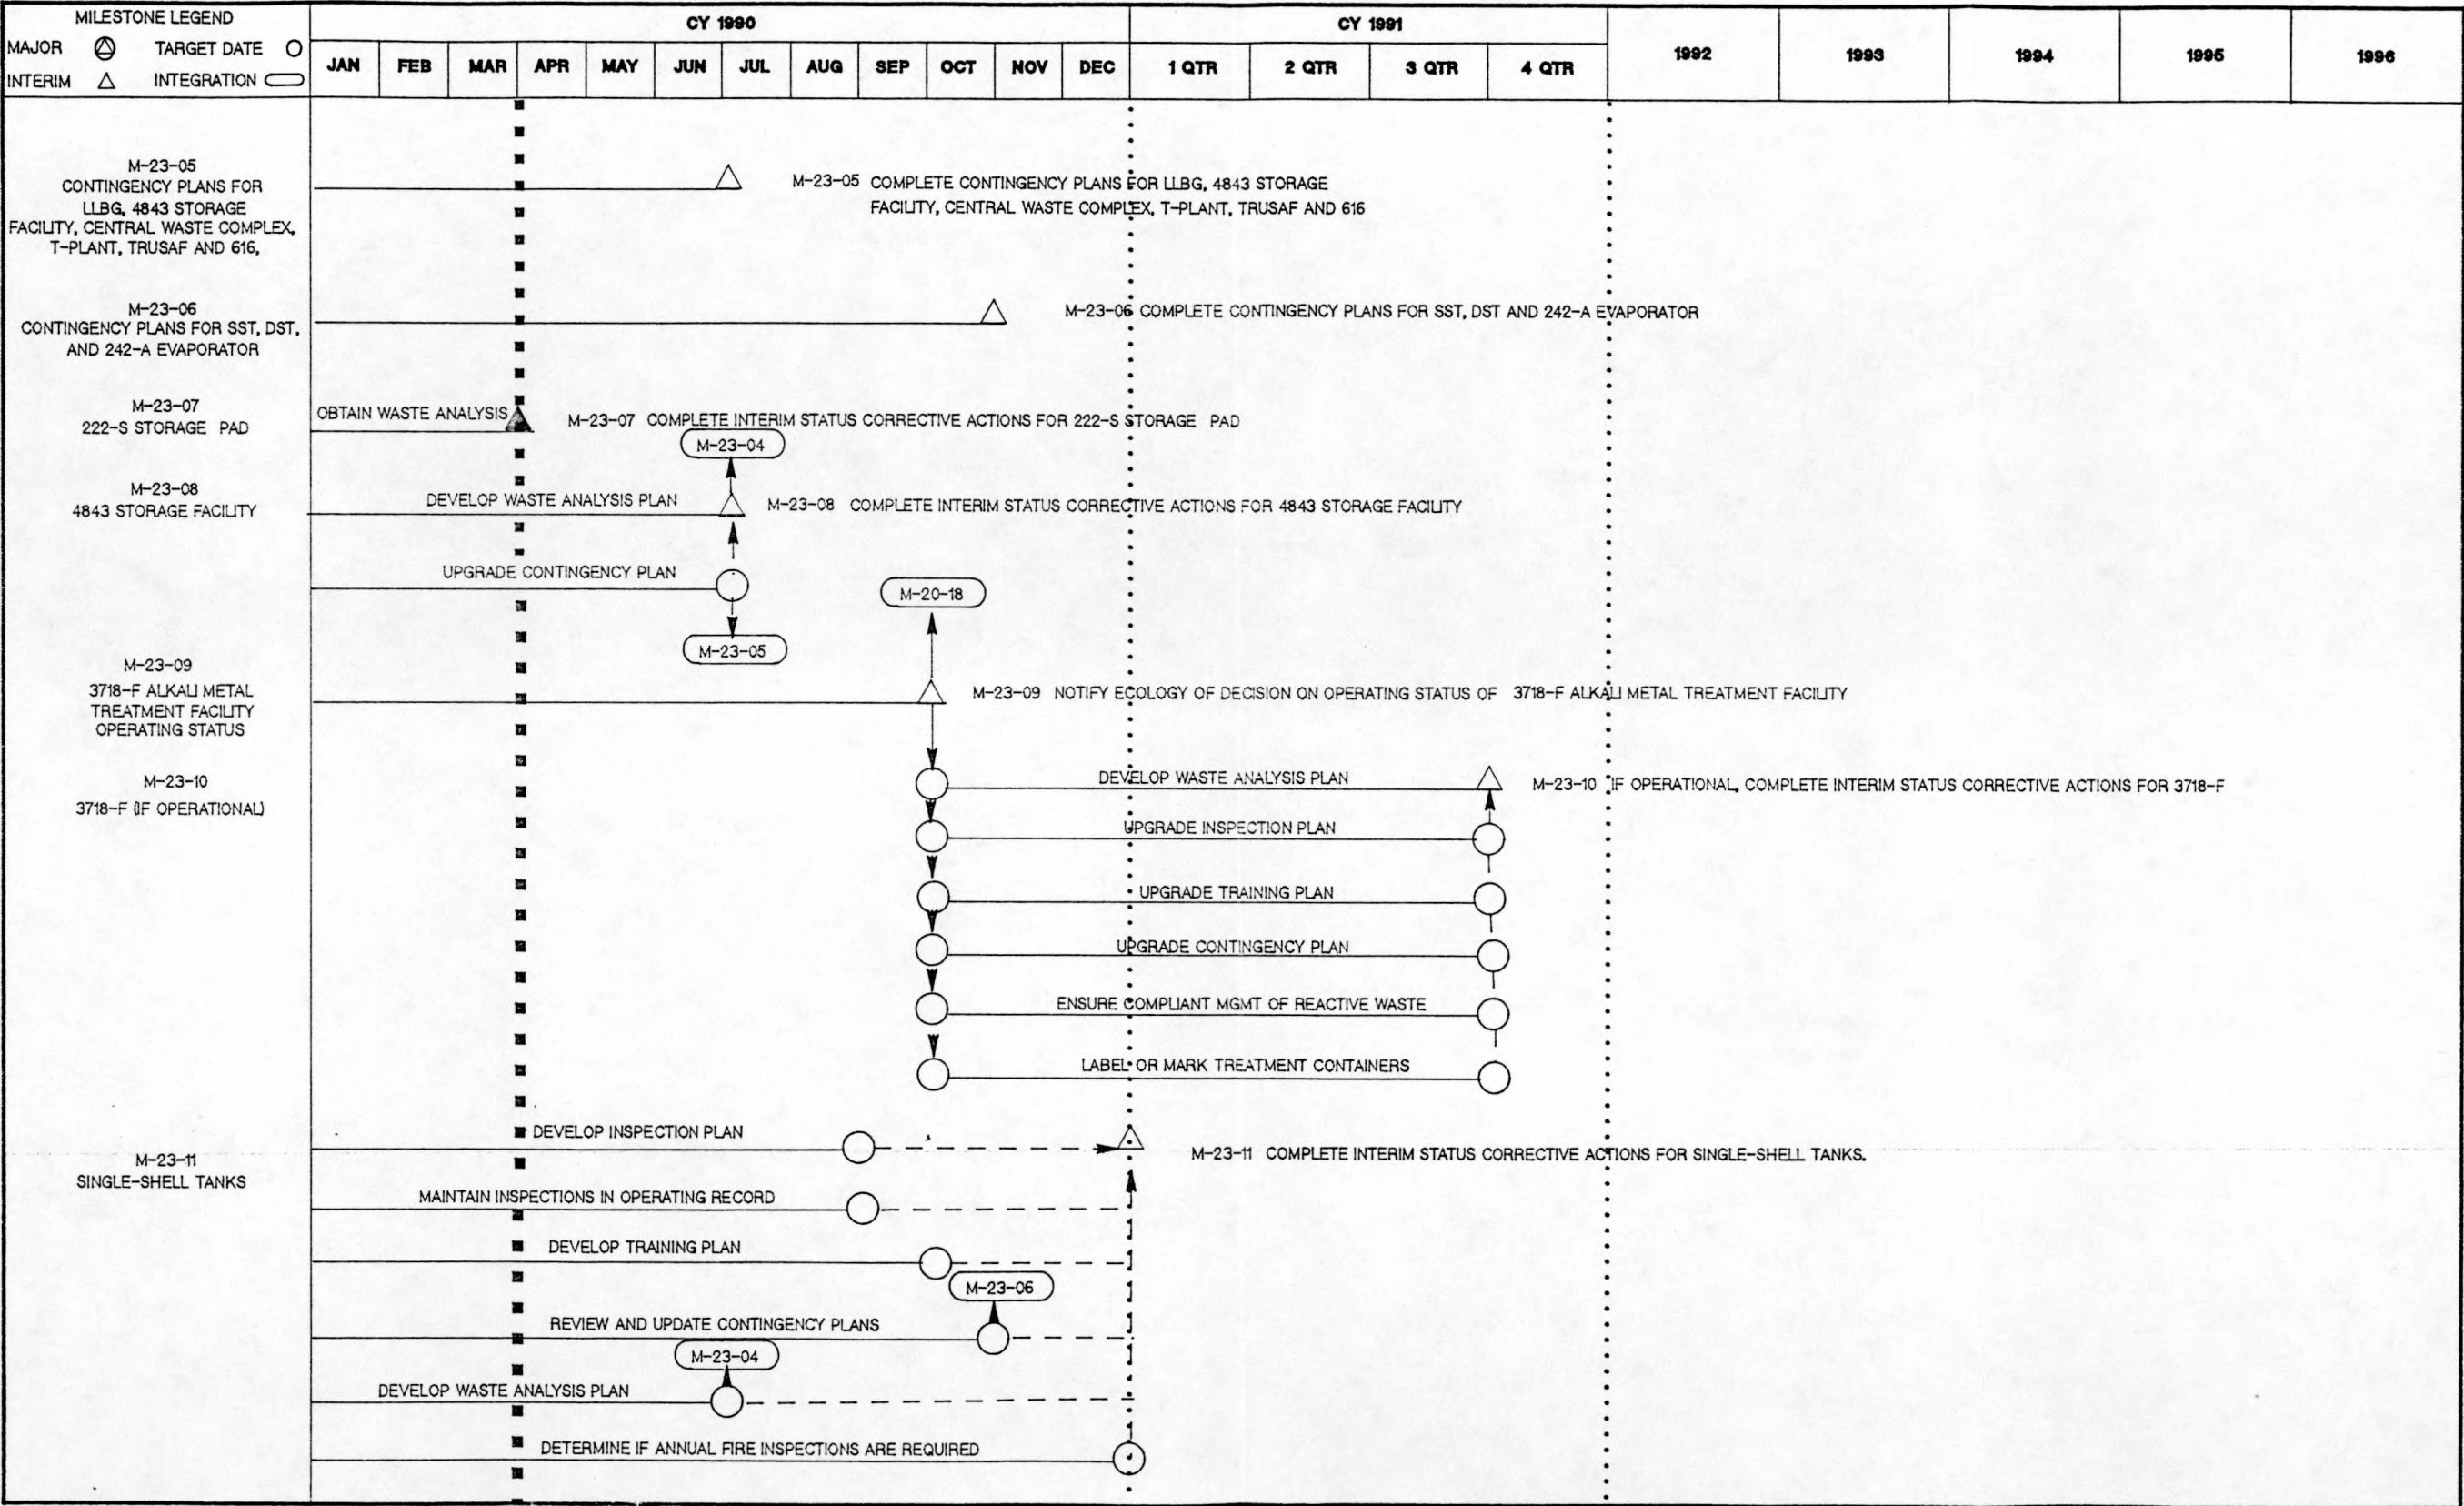 MILESTONE LEGEND
MAJOR TARGET DATE
INTERIM INTEGRATION
CY 1990
CY 1991
JAN FEB MAR APR MAY JUN JUL AUG SEP OCT NOV DEC 1 QTR 2 QTR 3 QTR 4 QTR 1992 1993 1994 1995 1996
M-23-05
CONTINGENCY PLANS FOR
LLBG, 4843 STORAGE
FACILITY, CENTRAL WASTE COMPLEX,
T-PLANT, TRUSAF AND 616,
M-23-05 COMPLETE CONTINGENCY PLANS FOR LLBG, 4843 STORAGE
FACILITY, CENTRAL WASTE COMPLEX, T-PLANT, TRUSAF AND 616
M-23-06
CONTINGENCY PLANS FOR SST, DST,
AND 242-A EVAPORATOR
M-23-06 COMPLETE CONTINGENCY PLANS FOR SST, DST AND 242-A EVAPORATOR
M-23-07
222-S STORAGE PAD
OBTAIN WASTE ANALYSIS
M-23-07 COMPLETE INTERIM STATUS CORRECTIVE ACTIONS FOR 222-S STORAGE PAD
M-23-04
M-23-08
4843 STORAGE FACILITY
DEVELOP WASTE ANALYSIS PLAN
M-23-08 COMPLETE INTERIM STATUS CORRECTIVE ACTIONS FOR 4843 STORAGE FACILITY
UPGRADE CONTINGENCY PLAN
M-23-05
M-20-18
M-23-09
3718-F ALKALI METAL
TREATMENT FACILITY
OPERATING STATUS
M-23-09 NOTIFY ECOLOGY OF DECISION ON OPERATING STATUS OF 3718-F ALKALI METAL TREATMENT FACILITY
M-23-10
3718-F (IF OPERATIONAL)
DEVELOP WASTE ANALYSIS PLAN
M-23-10 IF OPERATIONAL, COMPLETE INTERIM STATUS CORRECTIVE ACTIONS FOR 3718-F
UPGRADE INSPECTION PLAN
UPGRADE TRAINING PLAN
UPGRADE CONTINGENCY PLAN
ENSURE COMPLIANT MGMT OF REACTIVE WASTE
LABEL OR MARK TREATMENT CONTAINERS
M-23-11
SINGLE-SHELL TANKS
DEVELOP INSPECTION PLAN
M-23-11 COMPLETE INTERIM STATUS CORRECTIVE ACTIONS FOR SINGLE-SHELL TANKS.
MAINTAIN INSPECTIONS IN OPERATING RECORD
DEVELOP TRAINING PLAN
M-23-06
REVIEW AND UPDATE CONTINGENCY PLANS
M-23-04
DEVELOP WASTE ANALYSIS PLAN
DETERMINE IF ANNUAL FIRE INSPECTIONS ARE REQUIRED